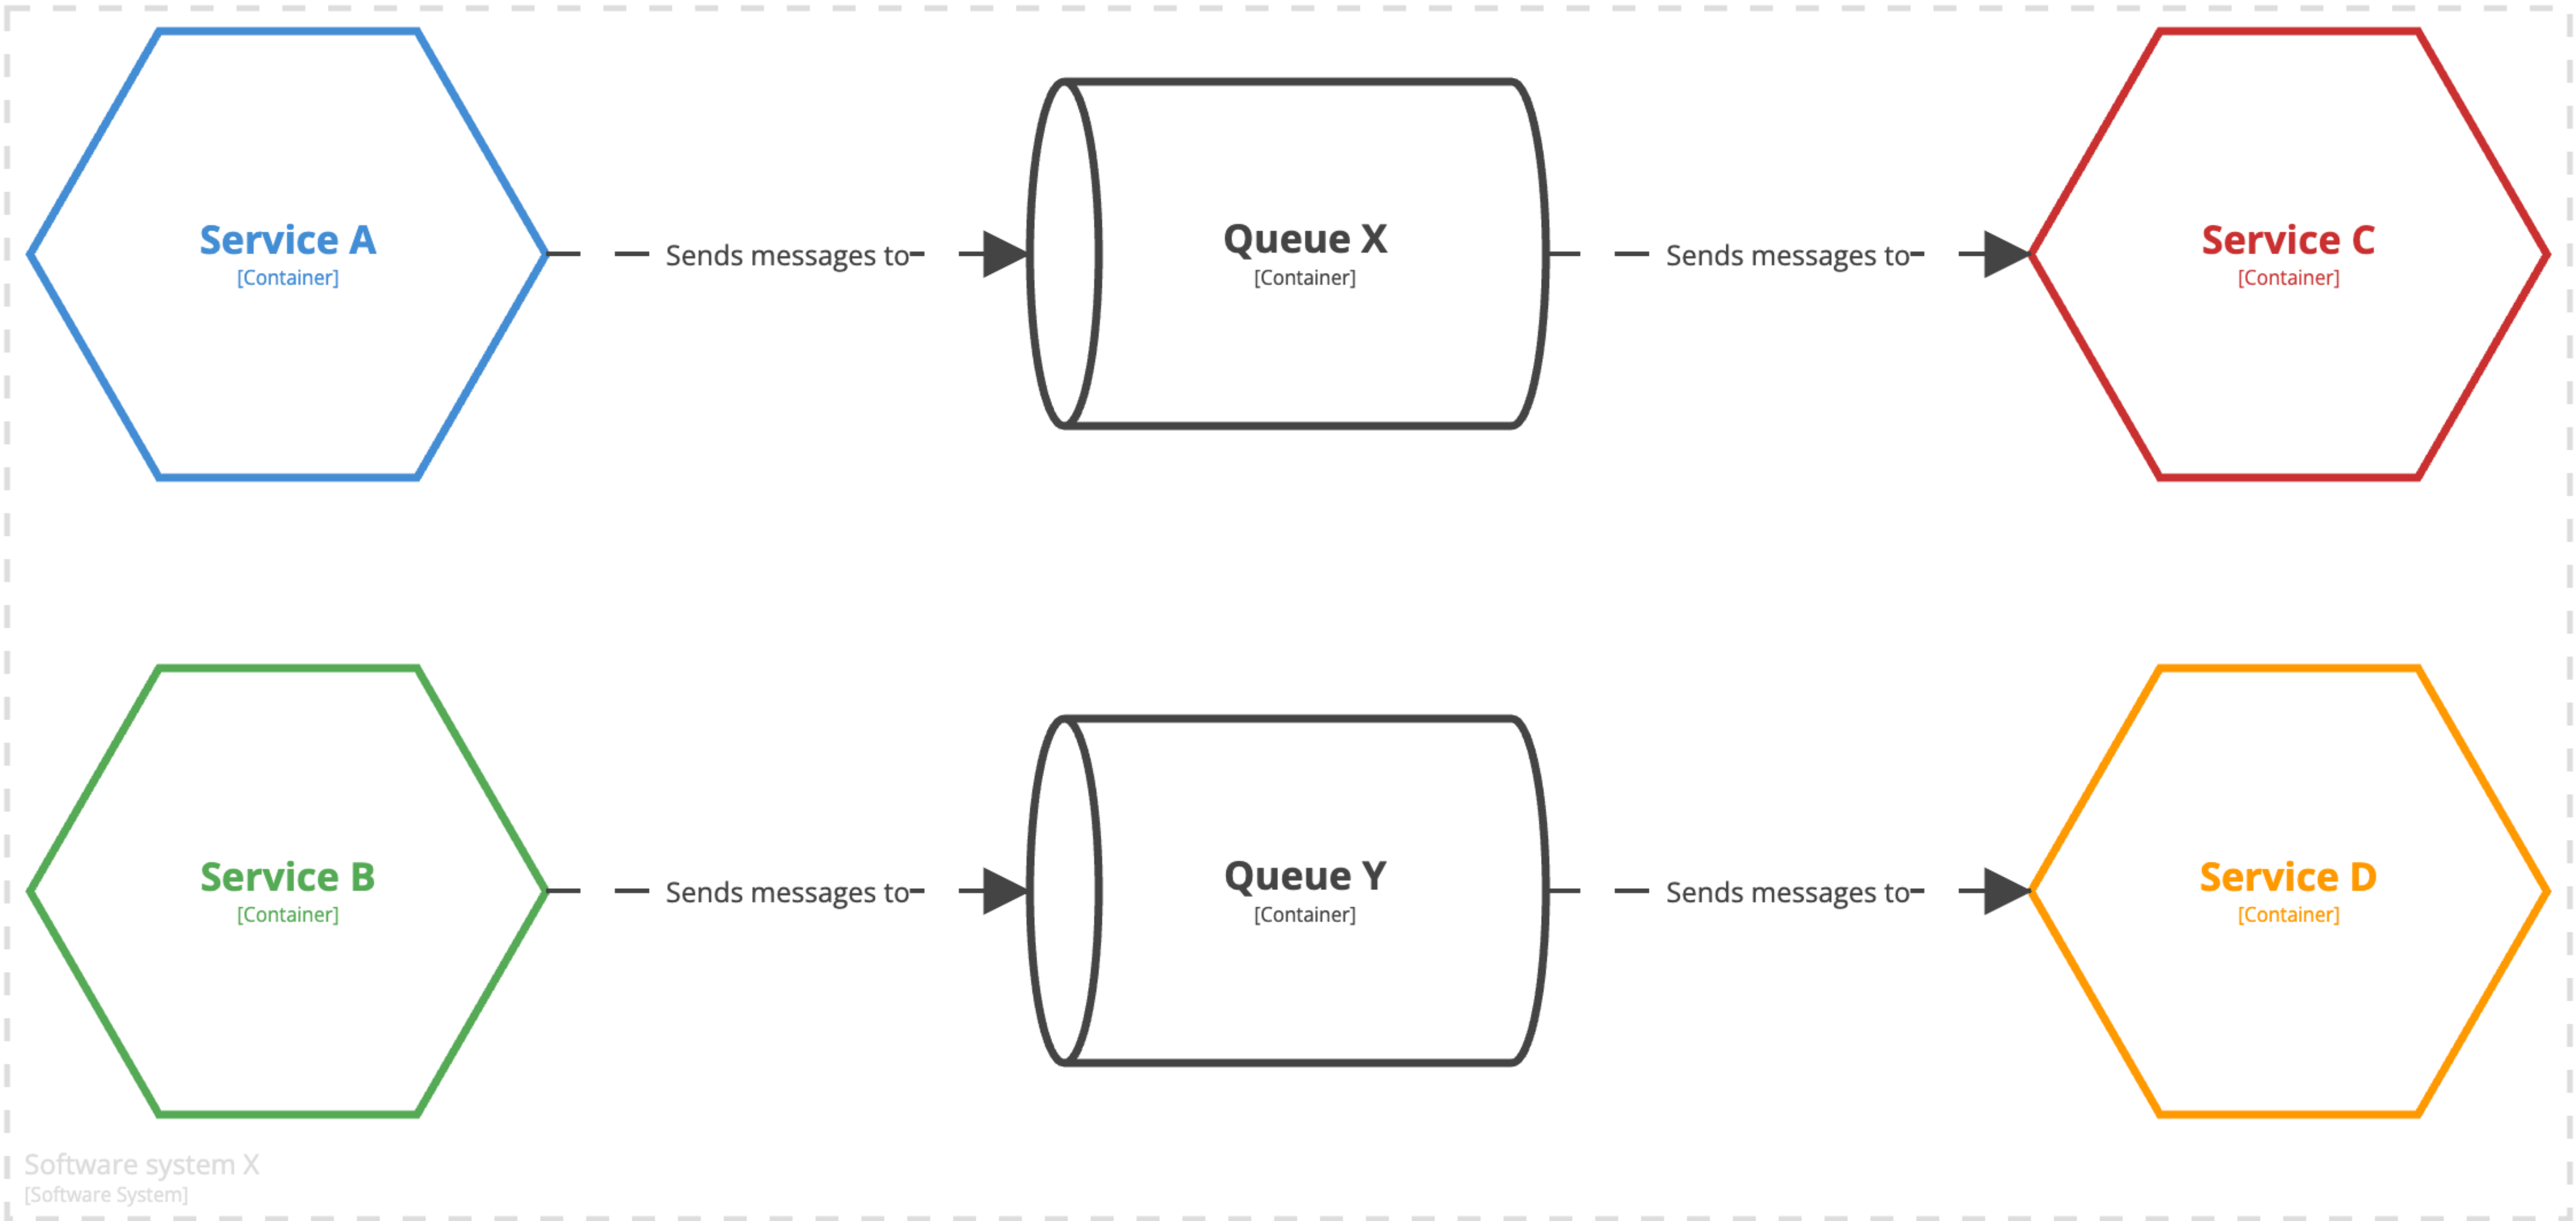 Service A
[Container]
Sends messages to
Queue X
[Container]
Sends messages to
Service C
[Container]
Service B
[Container]
Sends messages to
Queue Y
[Container]
Sends messages to
Service D
[Container]
Software system X
[Software System]